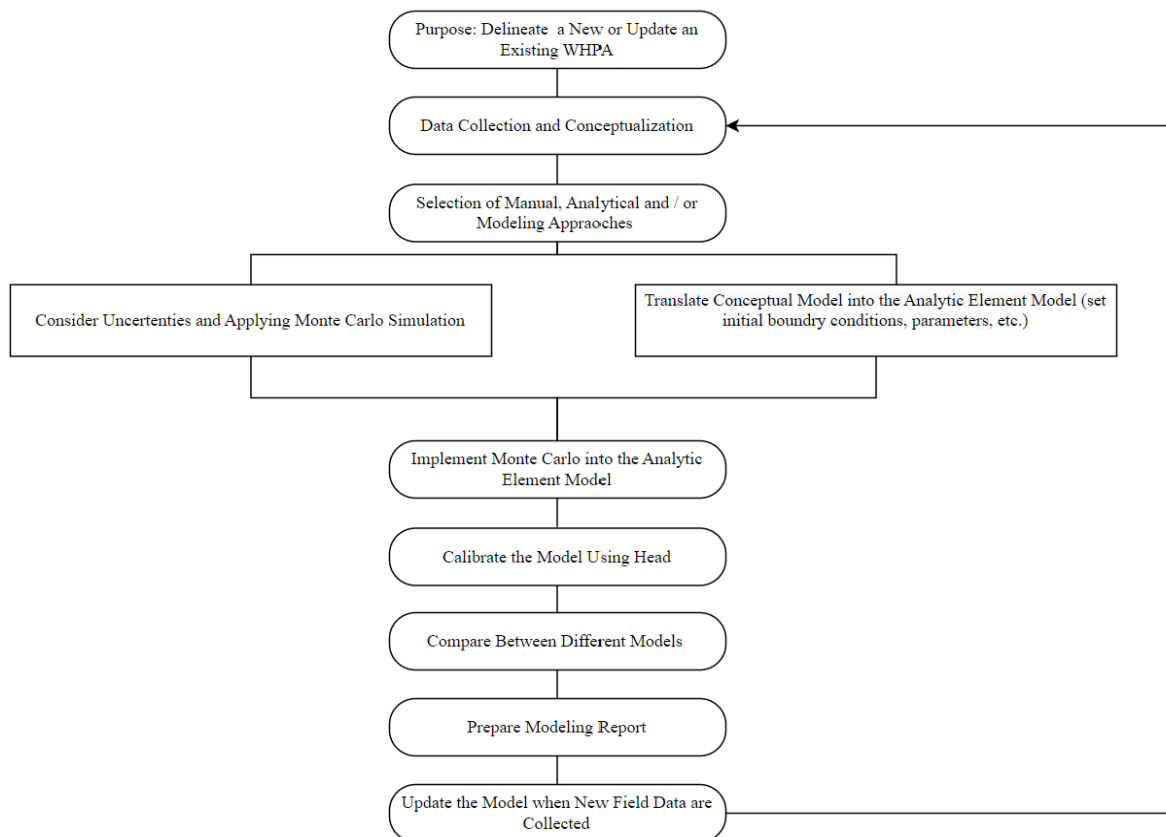 Purpose: Delineate a New or Update an
Existing WHPA
Data Collection and Conceptualization
Selection of Manual, Analytical and / or
Modeling Appraoches
Consider Uncertenties and Applying Monte Carlo Simulation
Translate Conceptual Model into the Analytic Element Model (set
initial boundry conditions, parameters, etc.)
Implement Monte Carlo into the Analytic
Element Model
Calibrate the Model Using Head
Compare Between Different Models
Prepare Modeling Report
Update the Model when New Field Data are
Collected